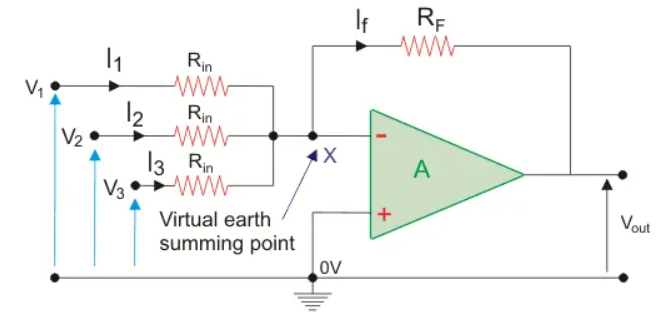 I₁
V₁
Rin
I₂
V₂
Rin
I₃
V₃
Rin
If
RF
X
-
A
+
Virtual earth
summing point
0V
Vout